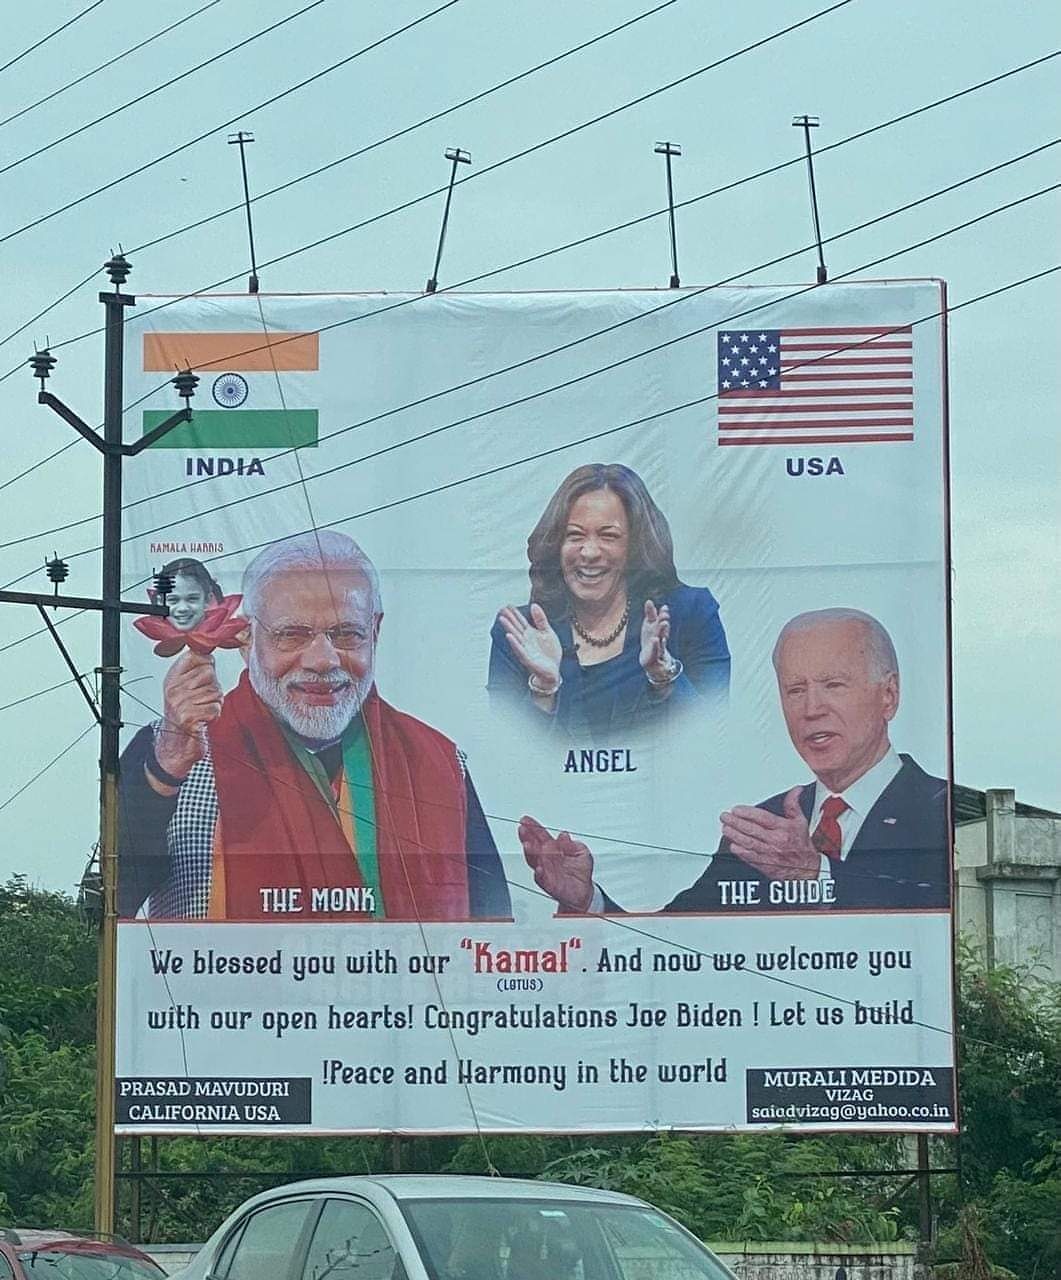 INDIA
USA
KAMALA HARRIS
ANGEL
THE MONK
THE GUIDE
We blessed you with our "Kamal". And now we welcome you
(LOTUS)
with our open hearts! Congratulations Joe Biden ! Let us build
!Peace and Harmony in the world
PRASAD MAVUDURI
CALIFORNIA USA
MURALI MEDIDA
VIZAG
saiadvizag@yahoo.co.in